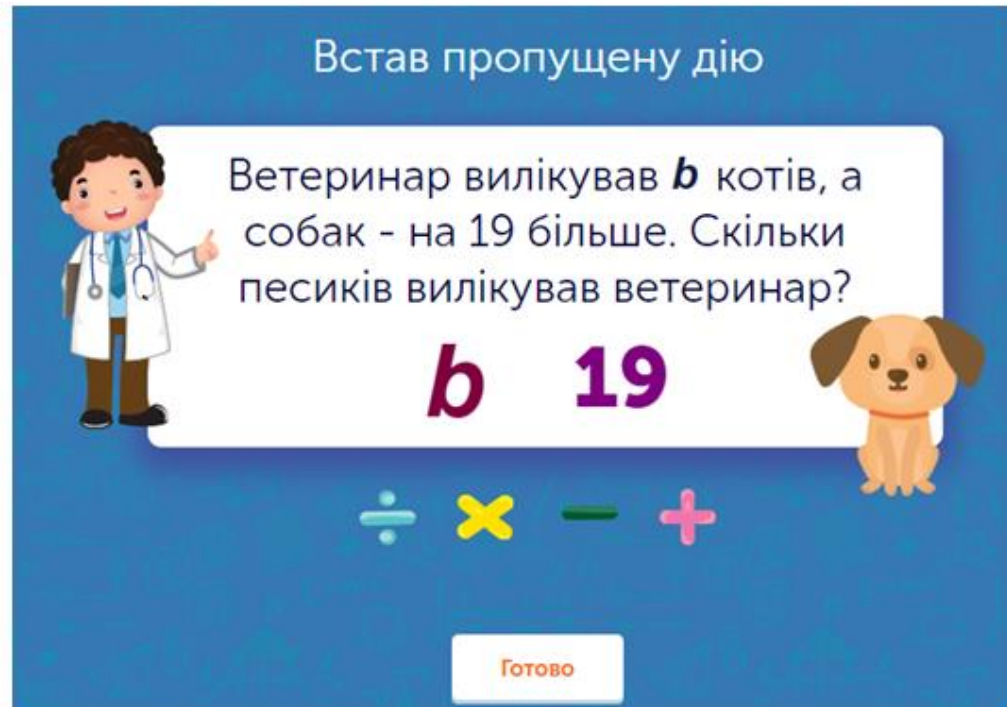 Встав пропущену дію
Ветеринар вилікував b котів, а
собак - на 19 більше. Скільки
песиків вилікував ветеринар?
b 19
÷ × − +
Готово